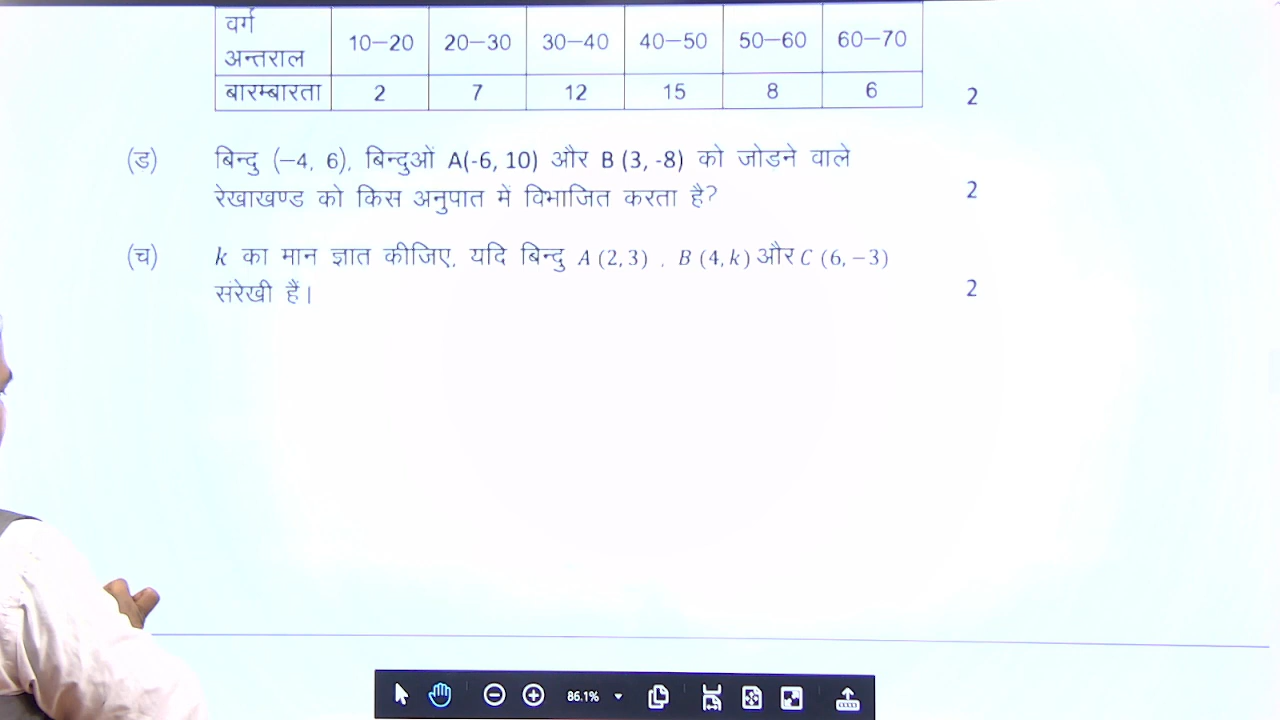 वर्ग अन्तराल 10–20 20–30 30–40 40–50 50–60 60–70
बारम्बारता 2 7 12 15 8 6 2
(ड) बिन्दु (–4, 6), बिन्दुओं A(-6, 10) और B (3, -8) को जोडने वाले
रेखाखण्ड को किस अनुपात में विभाजित करता है? 2
(च) k का मान ज्ञात कीजिए, यदि बिन्दु A (2, 3) , B (4, k) और C (6, –3)
संरेखी हैं। 2
86.1%